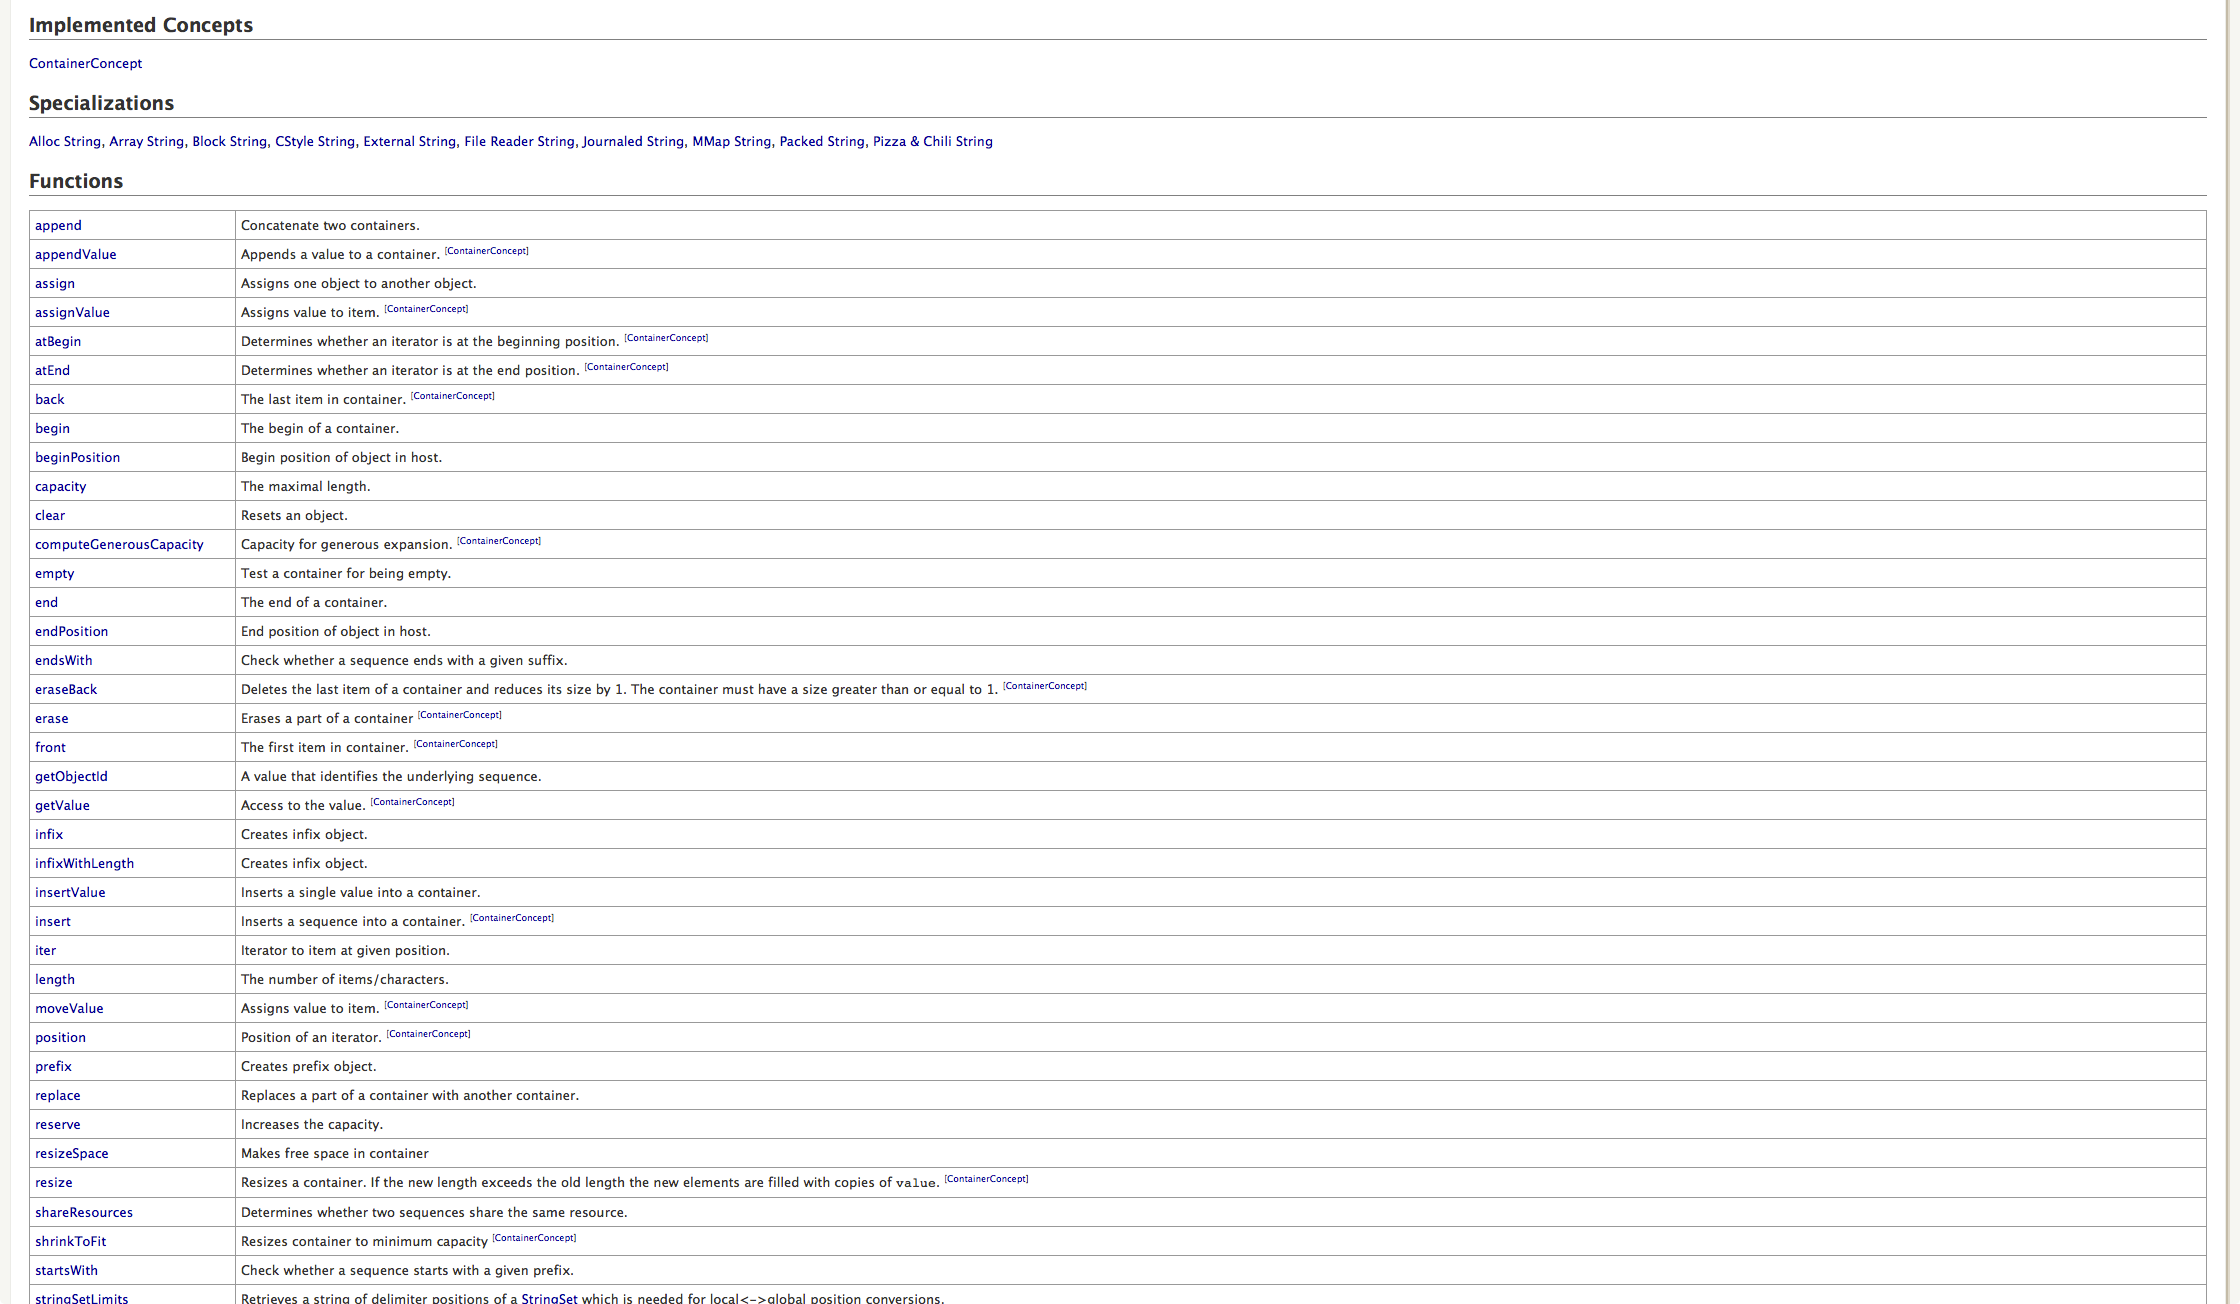 Implemented Concepts
ContainerConcept
Specializations
Alloc String, Array String, Block String, CStyle String, External String, File Reader String, Journaled String, MMap String, Packed String, Pizza & Chili String
Functions
append Concatenate two containers.
appendValue Appends a value to a container. [ContainerConcept]
assign Assigns one object to another object.
assignValue Assigns value to item. [ContainerConcept]
atBegin Determines whether an iterator is at the beginning position. [ContainerConcept]
atEnd Determines whether an iterator is at the end position. [ContainerConcept]
back The last item in container. [ContainerConcept]
begin The begin of a container.
beginPosition Begin position of object in host.
capacity The maximal length.
clear Resets an object.
computeGenerousCapacity Capacity for generous expansion. [ContainerConcept]
empty Test a container for being empty.
end The end of a container.
endPosition End position of object in host.
endsWith Check whether a sequence ends with a given suffix.
eraseBack Deletes the last item of a container and reduces its size by 1. The container must have a size greater than or equal to 1. [ContainerConcept]
erase Erases a part of a container [ContainerConcept]
front The first item in container. [ContainerConcept]
getObjectId A value that identifies the underlying sequence.
getValue Access to the value. [ContainerConcept]
infix Creates infix object.
infixWithLength Creates infix object.
insertValue Inserts a single value into a container.
insert Inserts a sequence into a container. [ContainerConcept]
iter Iterator to item at given position.
length The number of items/characters.
moveValue Assigns value to item. [ContainerConcept]
position Position of an iterator. [ContainerConcept]
prefix Creates prefix object.
replace Replaces a part of a container with another container.
reserve Increases the capacity.
resizeSpace Makes free space in container
resize Resizes a container. If the new length exceeds the old length the new elements are filled with copies of value. [ContainerConcept]
shareResources Determines whether two sequences share the same resource.
shrinkToFit Resizes container to minimum capacity [ContainerConcept]
startsWith Check whether a sequence starts with a given prefix.
stringSetLimits Retrieves a string of delimiter positions of a StringSet which is needed for local<->global position conversions.